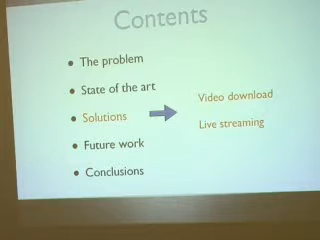 Contents
• The problem
• State of the art
• Solutions
Video download
Live streaming
• Future work
• Conclusions